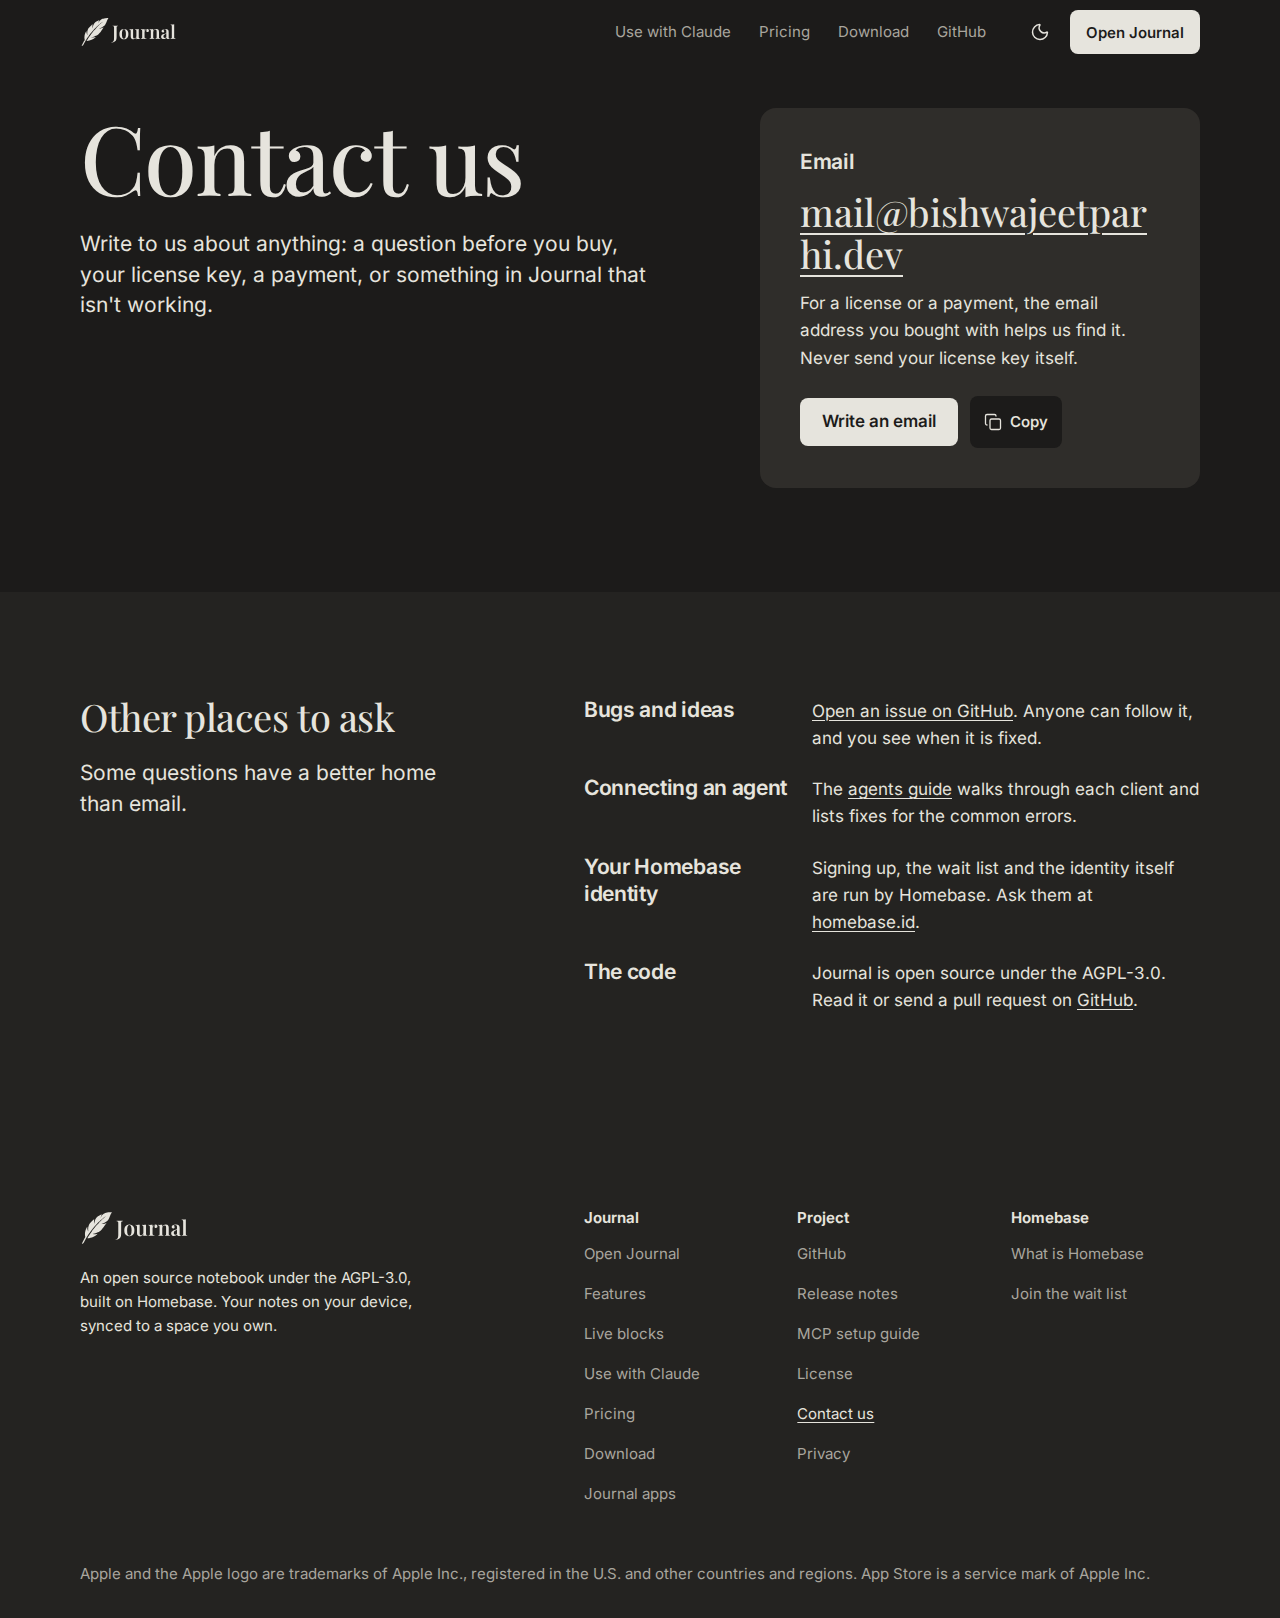 Journal
Use with Claude
Pricing
Download
GitHub
Open Journal
Contact us
Write to us about anything: a question before you buy,
your license key, a payment, or something in Journal that
isn't working.
Email
mail@bishwajeetpar
hi.dev
For a license or a payment, the email
address you bought with helps us find it.
Never send your license key itself.
Write an email
Copy
Other places to ask
Some questions have a better home
than email.
Bugs and ideas
Open an issue on GitHub. Anyone can follow it,
and you see when it is fixed.
Connecting an agent
The agents guide walks through each client and
lists fixes for the common errors.
Your Homebase
identity
Signing up, the wait list and the identity itself
are run by Homebase. Ask them at
homebase.id.
The code
Journal is open source under the AGPL-3.0.
Read it or send a pull request on GitHub.
Journal
An open source notebook under the AGPL-3.0,
built on Homebase. Your notes on your device,
synced to a space you own.
Journal
Open Journal
Features
Live blocks
Use with Claude
Pricing
Download
Journal apps
Project
GitHub
Release notes
MCP setup guide
License
Contact us
Privacy
Homebase
What is Homebase
Join the wait list
Apple and the Apple logo are trademarks of Apple Inc., registered in the U.S. and other countries and regions. App Store is a service mark of Apple Inc.